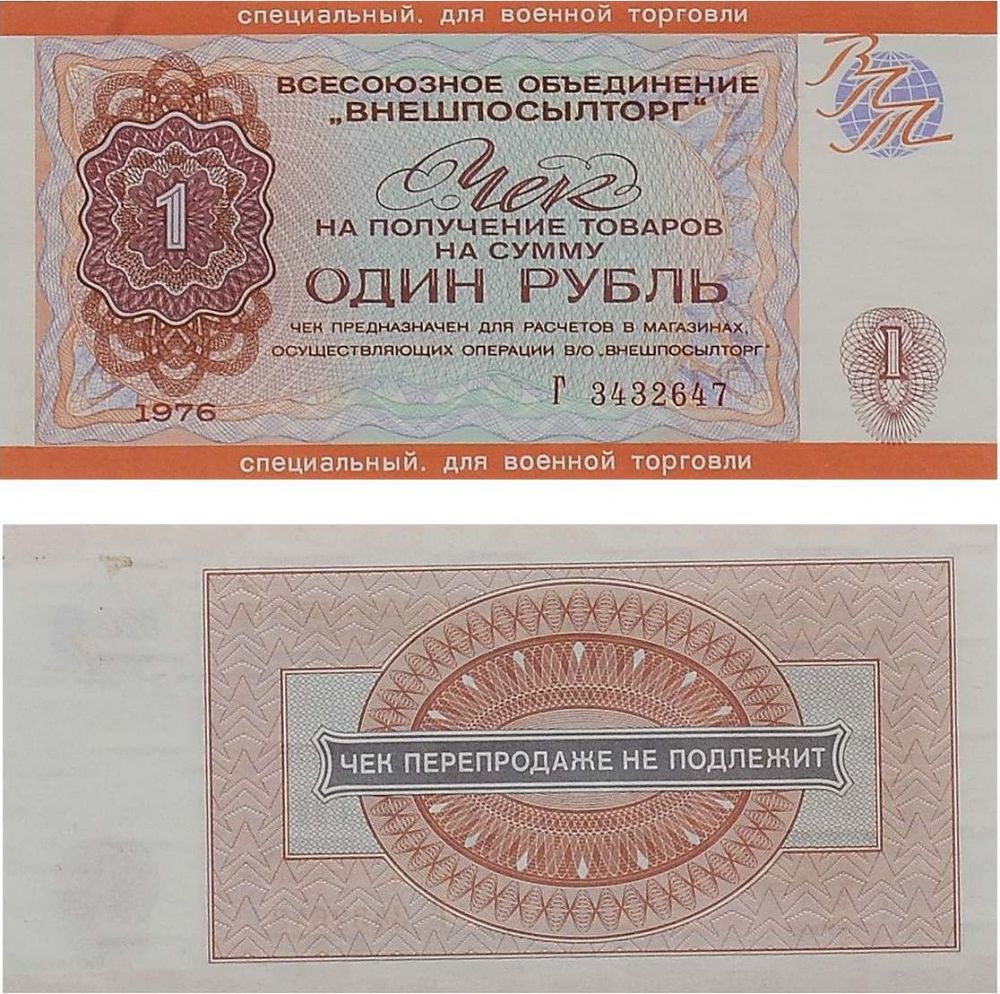 специальный. для военной торговли
ВСЕСОЮЗНОЕ ОБЪЕДИНЕНИЕ
„ВНЕШПОСЫЛТОРГ“
ВПТ
Чек
НА ПОЛУЧЕНИЕ ТОВАРОВ
НА СУММУ
1
ОДИН РУБЛЬ
ЧЕК ПРЕДНАЗНАЧЕН ДЛЯ РАСЧЕТОВ В МАГАЗИНАХ,
ОСУЩЕСТВЛЯЮЩИХ ОПЕРАЦИИ В/О „ВНЕШПОСЫЛТОРГ“
1
Г 3432647
1976
специальный. для военной торговли
ЧЕК ПЕРЕПРОДАЖЕ НЕ ПОДЛЕЖИТ